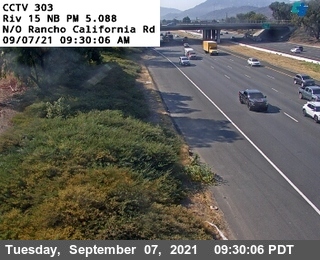 CCTV 303
Riv 15 NB PM 5.088
N/O Rancho California Rd
09/07/21 09:30:06 AM
Tuesday, September 07, 2021 09:30:06 PDT